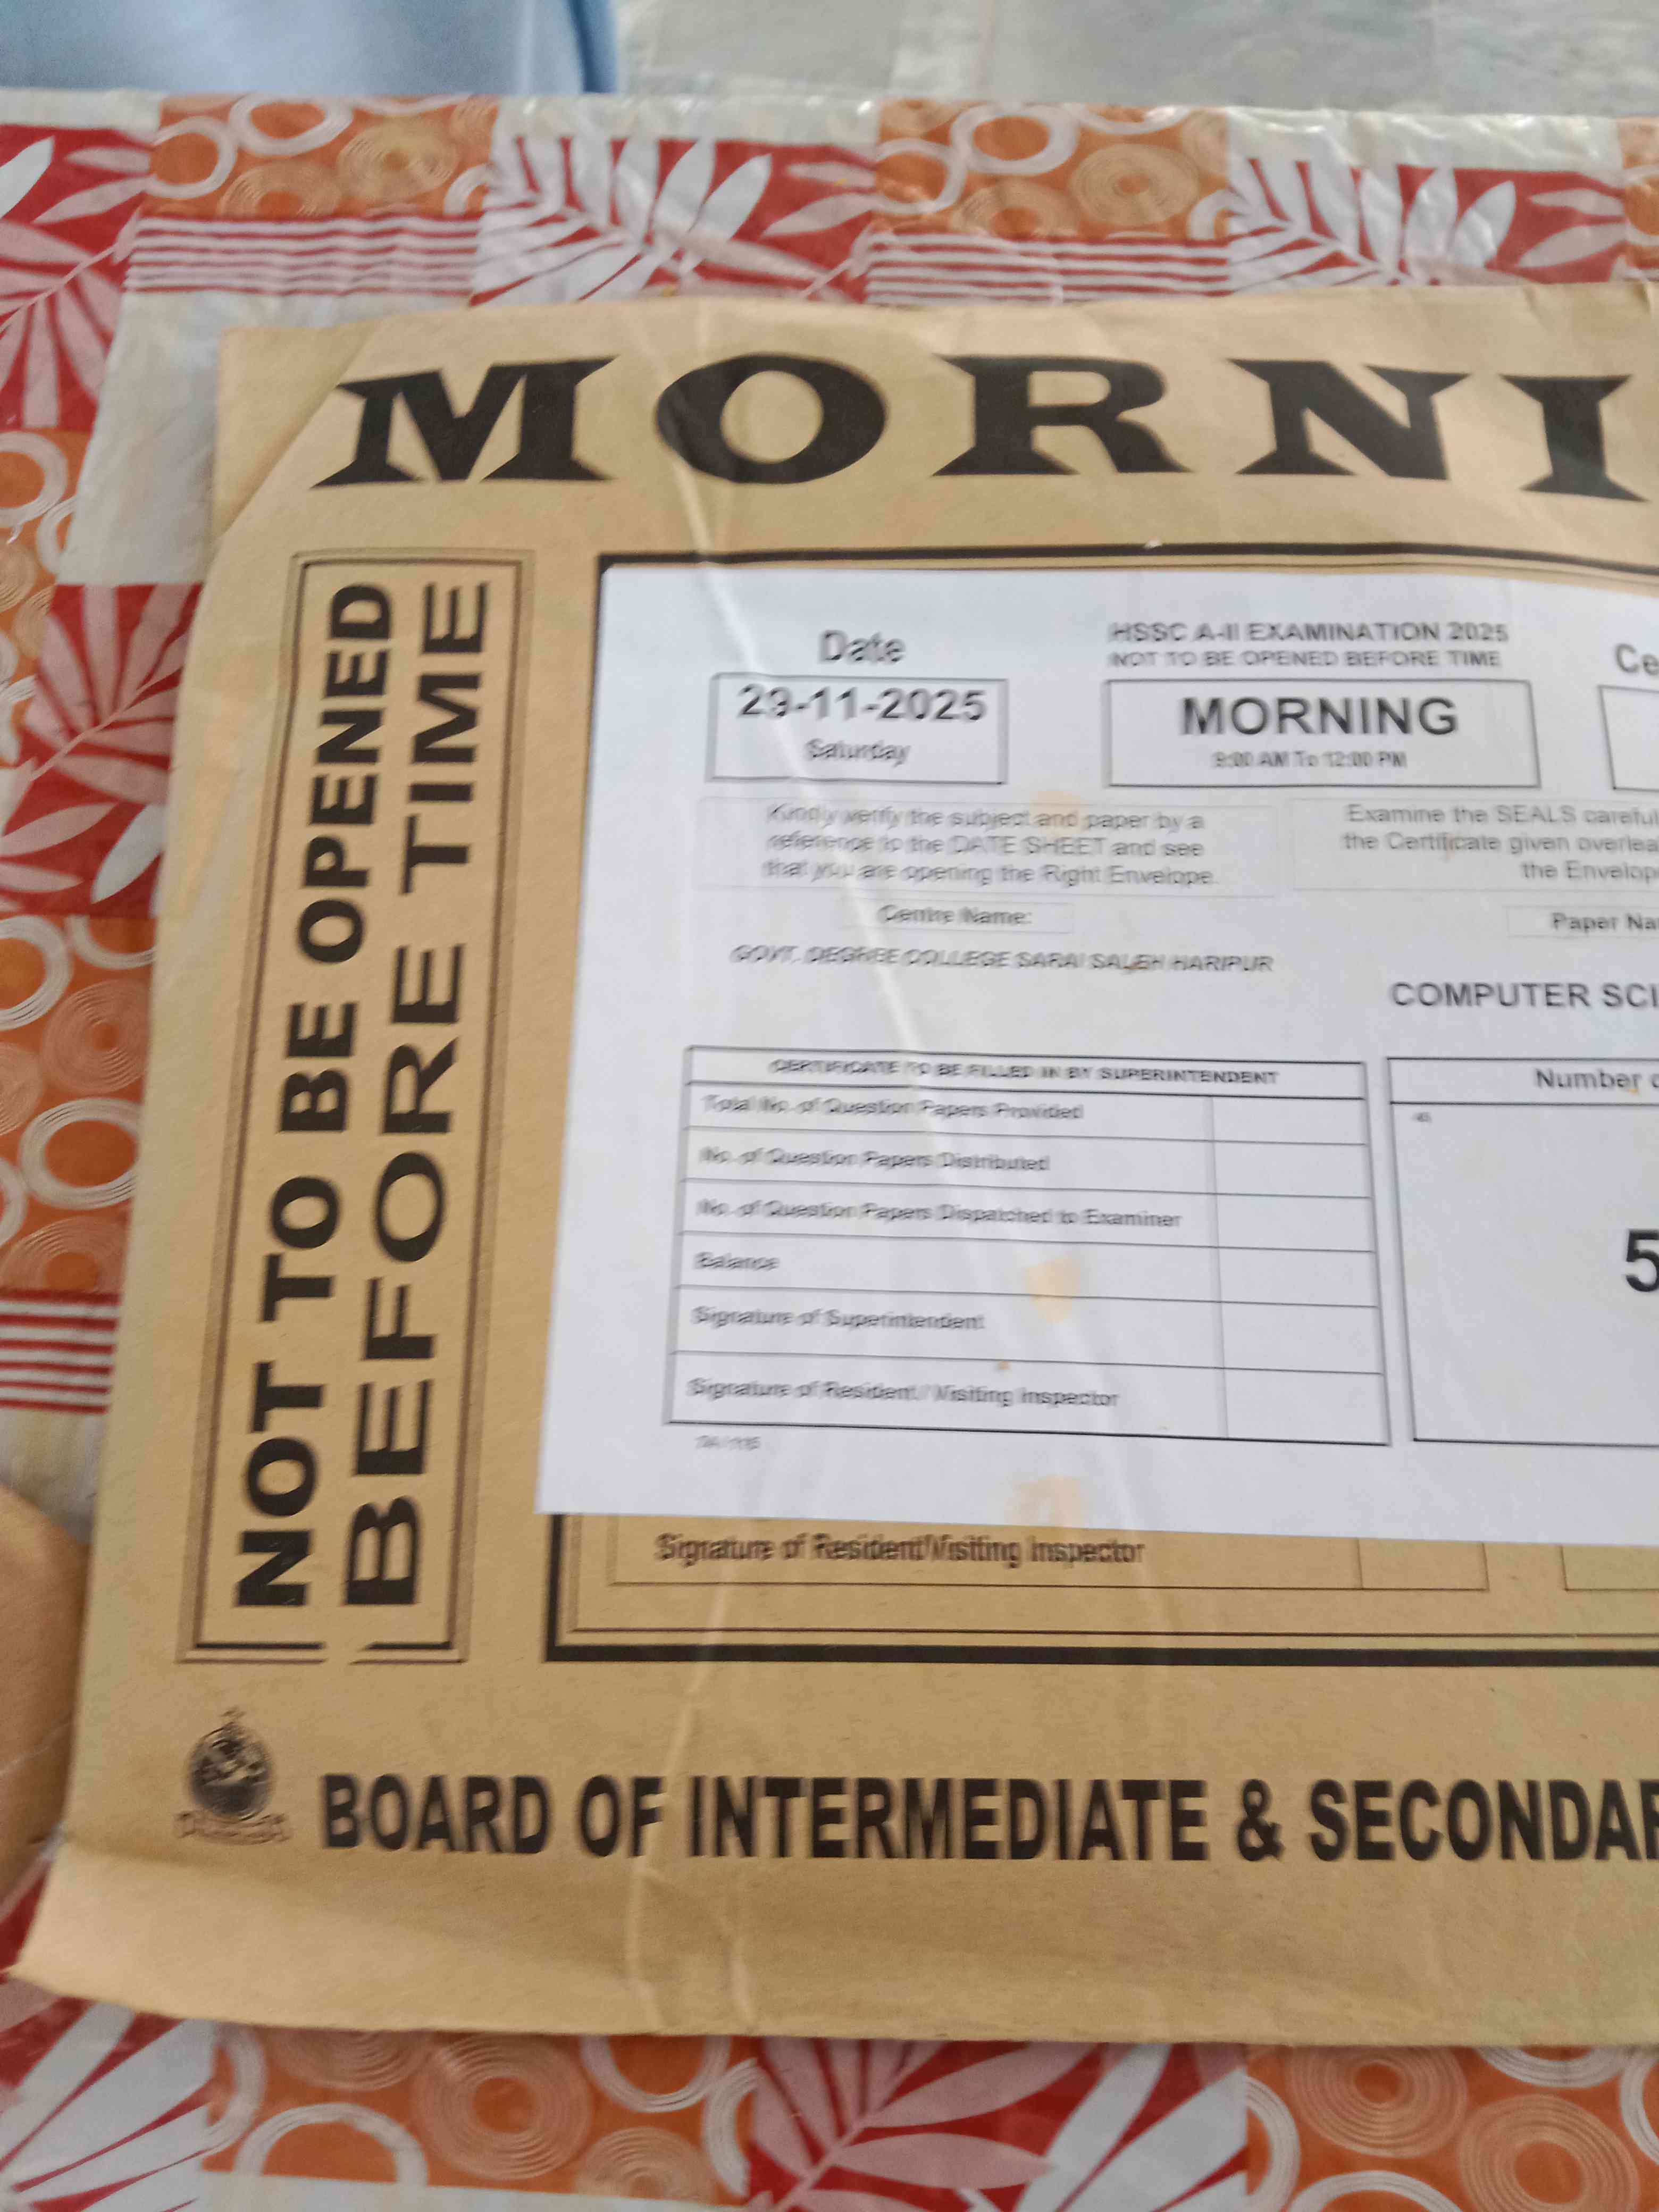 MORNI
NOT TO BE OPENED
BEFORE TIME
Date
29-11-2025
Saturday
HSSC A-II EXAMINATION 2025
NOT TO BE OPENED BEFORE TIME
MORNING
9:00 AM To 12:00 PM
Ce
Kindly verify the subject and paper by a
reference to the DATE SHEET and see
that you are opening the Right Envelope.
Examine the SEALS careful
the Certificate given overlea
the Envelop
Centre Name:
GOVT. DEGREE COLLEGE SARAI SALEH HARIPUR
Paper Na
COMPUTER SCI
CERTIFICATE TO BE FILLED IN BY SUPERINTENDENT
Total No. of Question Papers Provided
No. of Question Papers Distributed
No. of Question Papers Dispatched to Examiner
Balance
Signature of Superintendent
Signature of Resident / Visiting Inspector
Number o
5
Signature of Resident/Visiting Inspector
BOARD OF INTERMEDIATE & SECONDAR